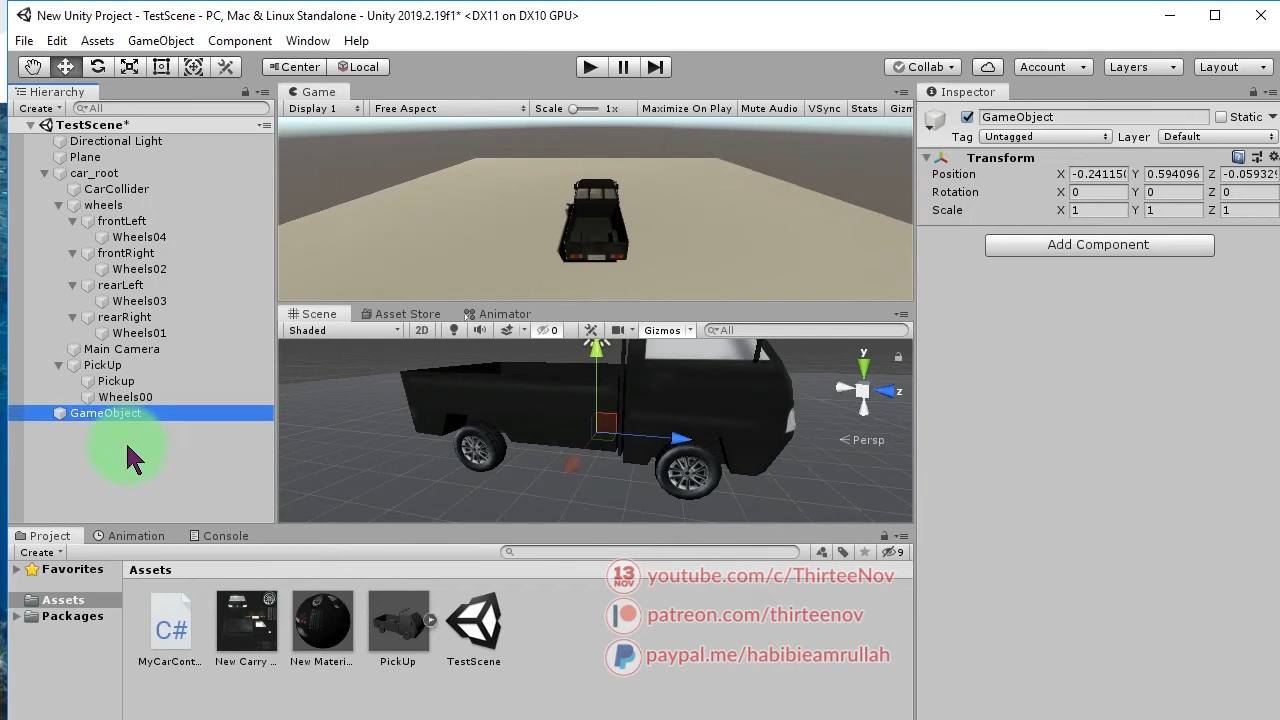 New Unity Project - TestScene - PC, Mac & Linux Standalone - Unity 2019.2.19f1* <DX11 on DX10 GPU>
File Edit Assets GameObject Component Window Help
Center Local Collab Account Layers Layout
Hierarchy
Create All
TestScene*
Directional Light
Plane
car_root
CarCollider
wheels
frontLeft
Wheels04
frontRight
Wheels02
rearLeft
Wheels03
rearRight
Wheels01
Main Camera
PickUp
Pickup
Wheels00
GameObject
Game
Display 1 Free Aspect Scale 1x Maximize On Play Mute Audio VSync Stats Gizm
Scene Asset Store Animator
Shaded 2D 0 Gizmos All
y
z
Persp
Inspector
GameObject Static
Tag Untagged Layer Default
Transform
Position X -0.241150 Y 0.594096 Z -0.059329
Rotation X 0 Y 0 Z 0
Scale X 1 Y 1 Z 1
Add Component
Project Animation Console
Create 9
Favorites
Assets
Packages
Assets
C#
MyCarCont... New Carry ... New Materi... PickUp TestScene
13 NOV youtube.com/c/ThirteeNov
patreon.com/thirteenov
paypal.me/habibieamrullah